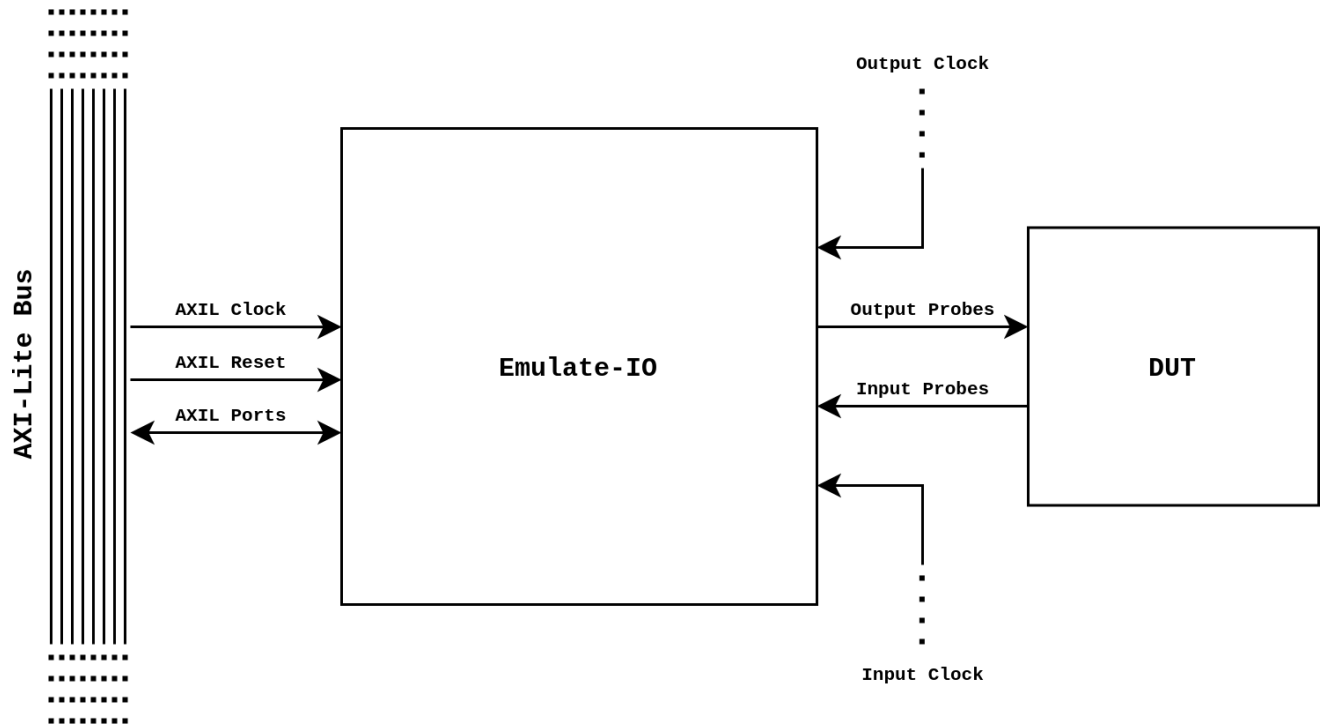 Output Clock
AXI-Lite Bus
AXIL Clock
AXIL Reset
AXIL Ports
Emulate-IO
Output Probes
Input Probes
DUT
Input Clock